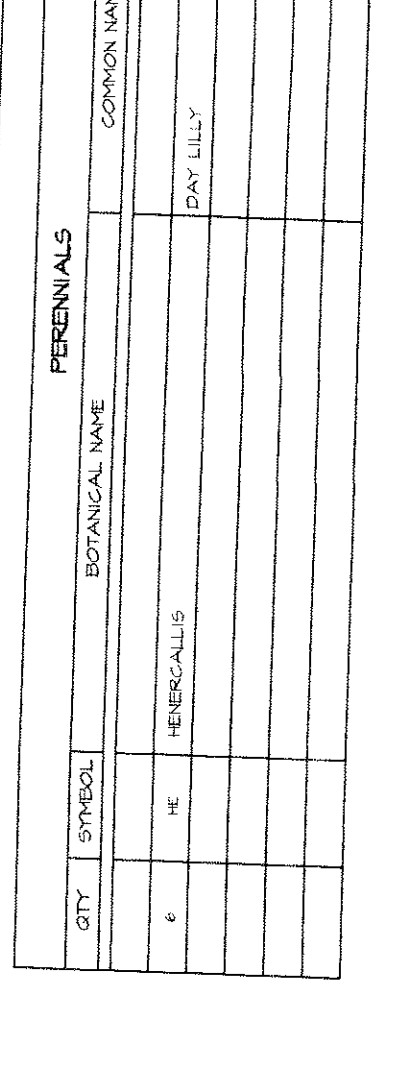 PERENNIALS
QTY SYMBOL BOTANICAL NAME COMMON NAM
6 HE HENERCALLIS DAY LILLY